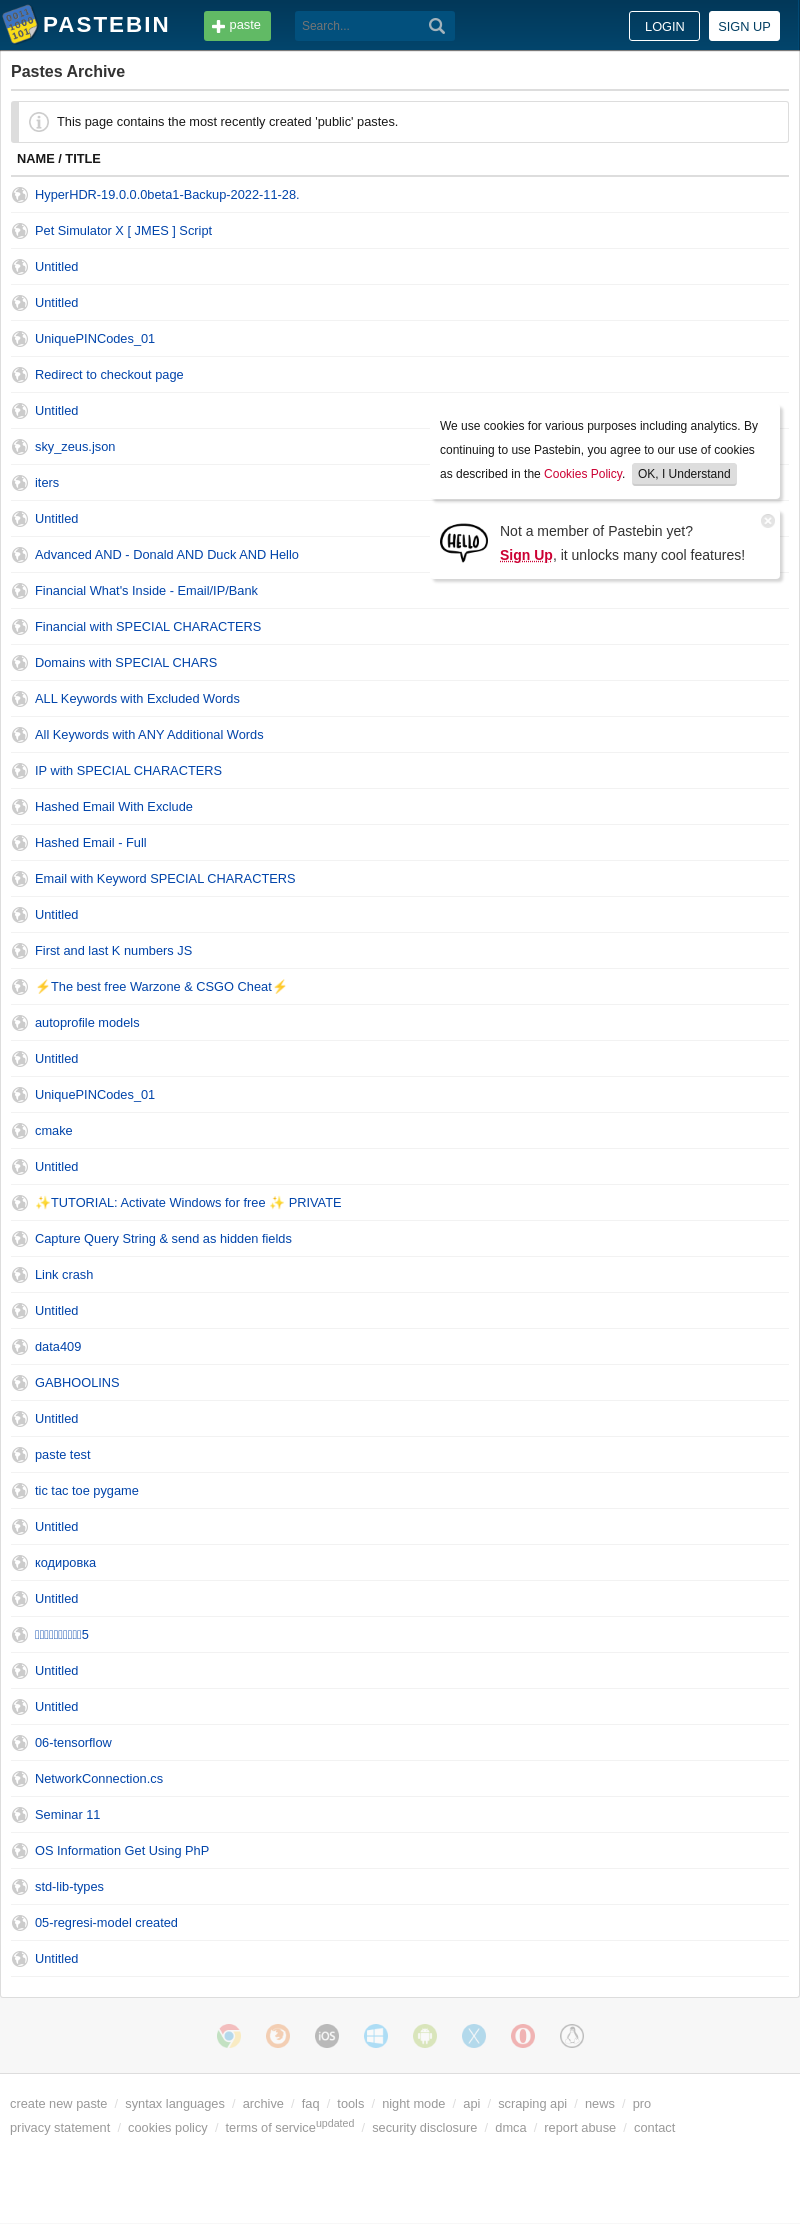 PASTEBIN
paste
Search...
LOGIN
SIGN UP
Pastes Archive
This page contains the most recently created 'public' pastes.
NAME / TITLE
HyperHDR-19.0.0.0beta1-Backup-2022-11-28.
Pet Simulator X [ JMES ] Script
Untitled
Untitled
UniquePINCodes_01
Redirect to checkout page
Untitled
sky_zeus.json
iters
Untitled
Advanced AND - Donald AND Duck AND Hello
We use cookies for various purposes including analytics. By
continuing to use Pastebin, you agree to our use of cookies
as described in the Cookies Policy. OK, I Understand
HELLO
Not a member of Pastebin yet?
Sign Up, it unlocks many cool features!
Financial What's Inside - Email/IP/Bank
Financial with SPECIAL CHARACTERS
Domains with SPECIAL CHARS
ALL Keywords with Excluded Words
All Keywords with ANY Additional Words
IP with SPECIAL CHARACTERS
Hashed Email With Exclude
Hashed Email - Full
Email with Keyword SPECIAL CHARACTERS
Untitled
First and last K numbers JS
⚡The best free Warzone & CSGO Cheat⚡
autoprofile models
Untitled
UniquePINCodes_01
cmake
Untitled
✨TUTORIAL: Activate Windows for free ✨ PRIVATE
Capture Query String & send as hidden fields
Link crash
Untitled
data409
GABHOOLINS
Untitled
paste test
tic tac toe pygame
Untitled
кодировка
Untitled
5
Untitled
Untitled
06-tensorflow
NetworkConnection.cs
Seminar 11
OS Information Get Using PhP
std-lib-types
05-regresi-model created
Untitled
iOS
create new paste / syntax languages / archive / faq / tools / night mode / api / scraping api / news / pro
privacy statement / cookies policy / terms of service updated / security disclosure / dmca / report abuse / contact